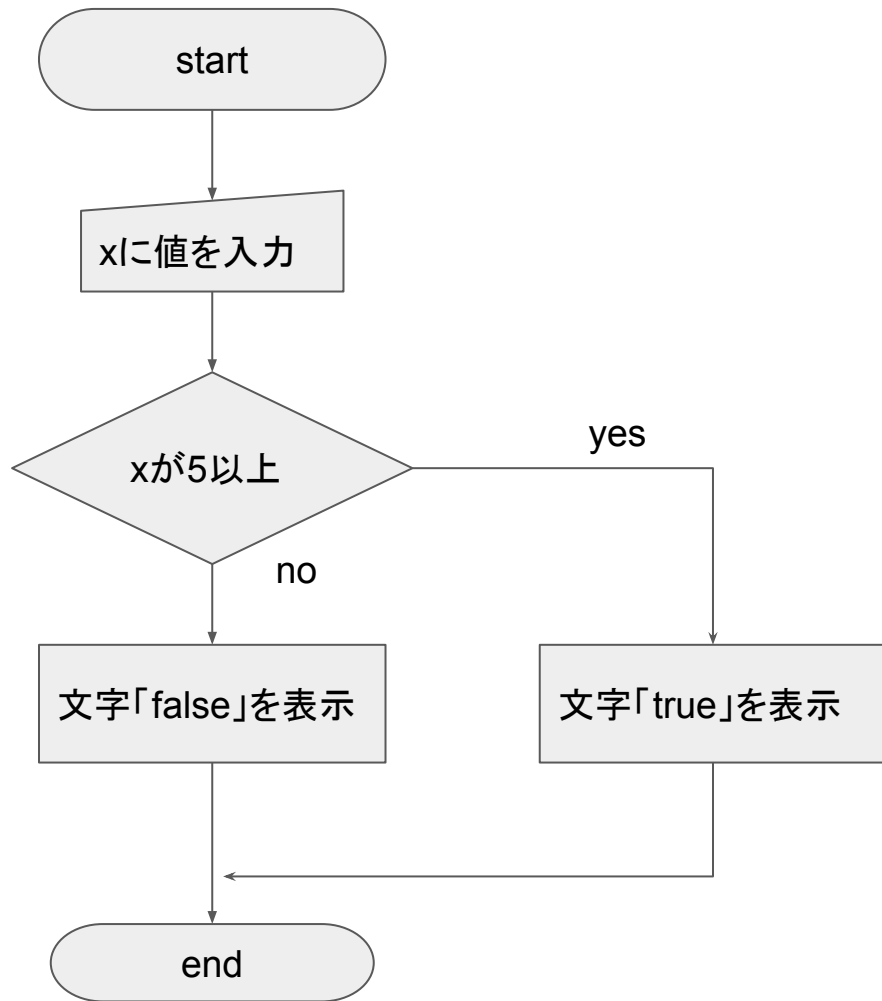 start
xに値を入力
xが5以上
yes
no
文字「false」を表示
文字「true」を表示
end